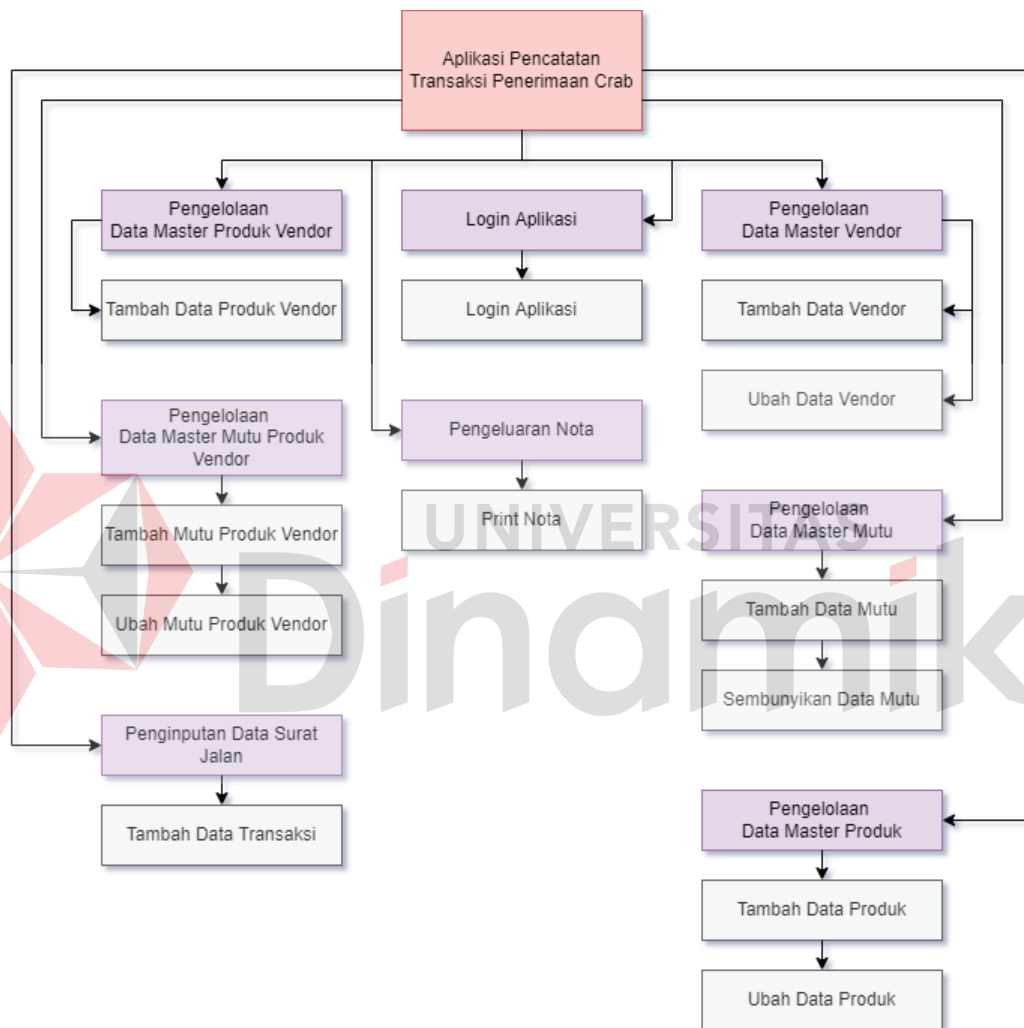 Aplikasi Pencatatan
Transaksi Penerimaan Crab
Pengelolaan
Data Master Produk Vendor
Login Aplikasi
Pengelolaan
Data Master Vendor
Tambah Data Produk Vendor
Login Aplikasi
Tambah Data Vendor
Ubah Data Vendor
Pengelolaan
Data Master Mutu Produk
Vendor
Pengeluaran Nota
Tambah Mutu Produk Vendor
Print Nota
Pengelolaan
Data Master Mutu
UNIVERSITAS
Dinamik
Ubah Mutu Produk Vendor
Tambah Data Mutu
Sembunyikan Data Mutu
Penginputan Data Surat
Jalan
Tambah Data Transaksi
Pengelolaan
Data Master Produk
Tambah Data Produk
Ubah Data Produk